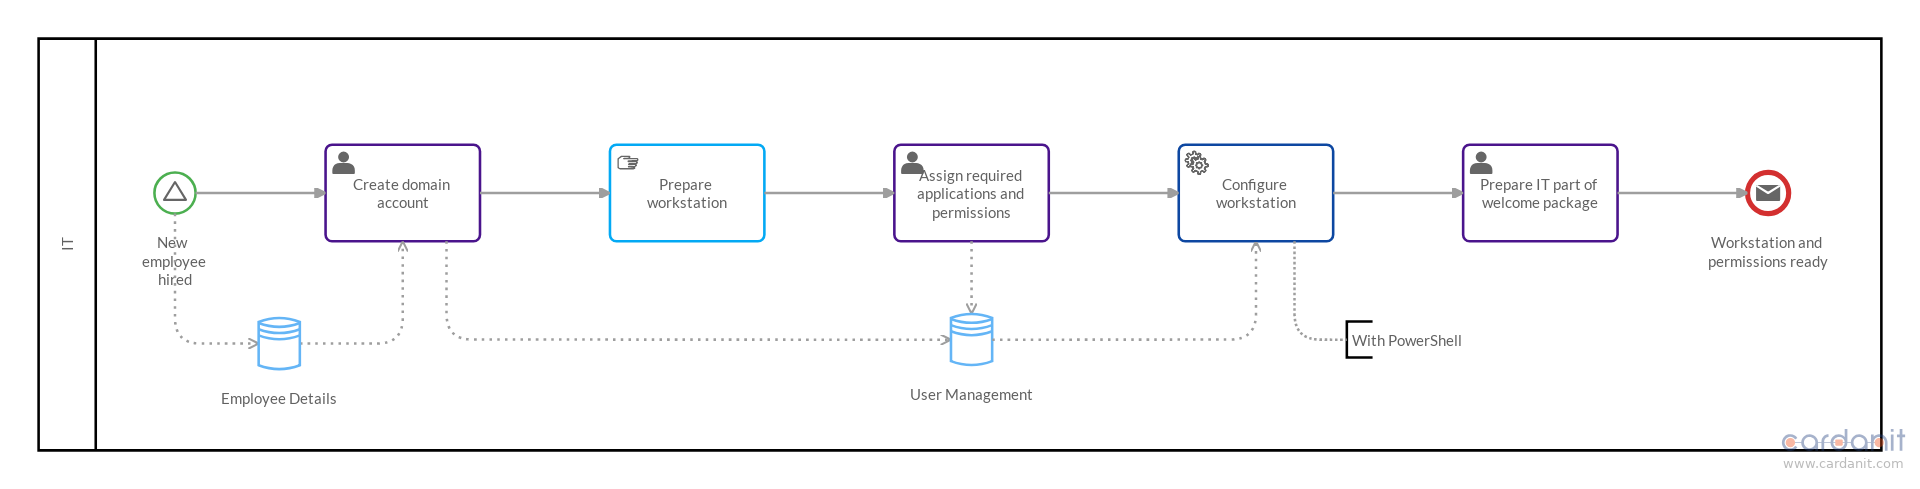 IT
New
employee
hired
Create domain
account
Prepare
workstation
Assign required
applications and
permissions
Configure
workstation
Prepare IT part of
welcome package
Workstation and
permissions ready
Employee Details
User Management
With PowerShell
cardanit
www.cardanit.com